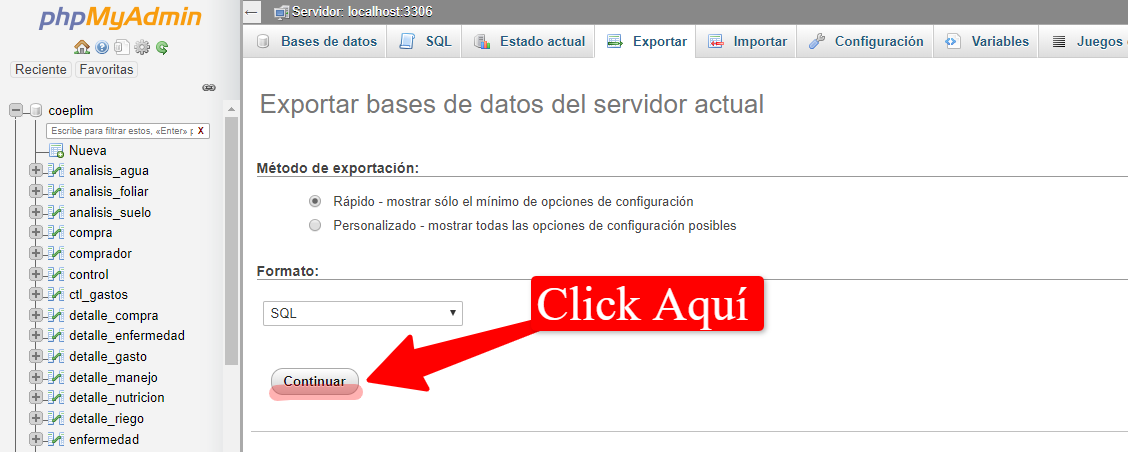 phpMyAdmin
Reciente Favoritas
coeplim
Escribe para filtrar estos, «Enter» p X
Nueva
analisis_agua
analisis_foliar
analisis_suelo
compra
comprador
control
ctl_gastos
detalle_compra
detalle_enfermedad
detalle_gasto
detalle_manejo
detalle_nutricion
detalle_riego
enfermedad
Servidor: localhost:3306
Bases de datos SQL Estado actual Exportar Importar Configuración Variables Juegos
Exportar bases de datos del servidor actual
Método de exportación:
Rápido - mostrar sólo el mínimo de opciones de configuración
Personalizado - mostrar todas las opciones de configuración posibles
Formato:
SQL
Click Aquí
Continuar